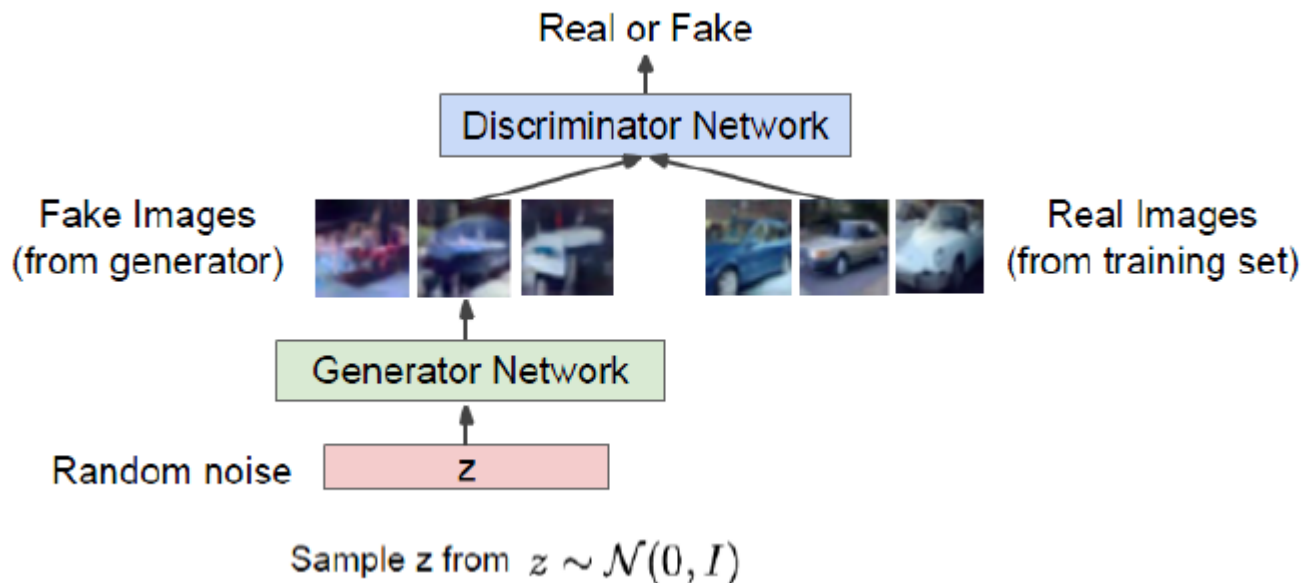 Real or Fake
Discriminator Network
Fake Images
(from generator)
Real Images
(from training set)
Generator Network
Random noise
z
Sample z from z ∼ N(0, I)